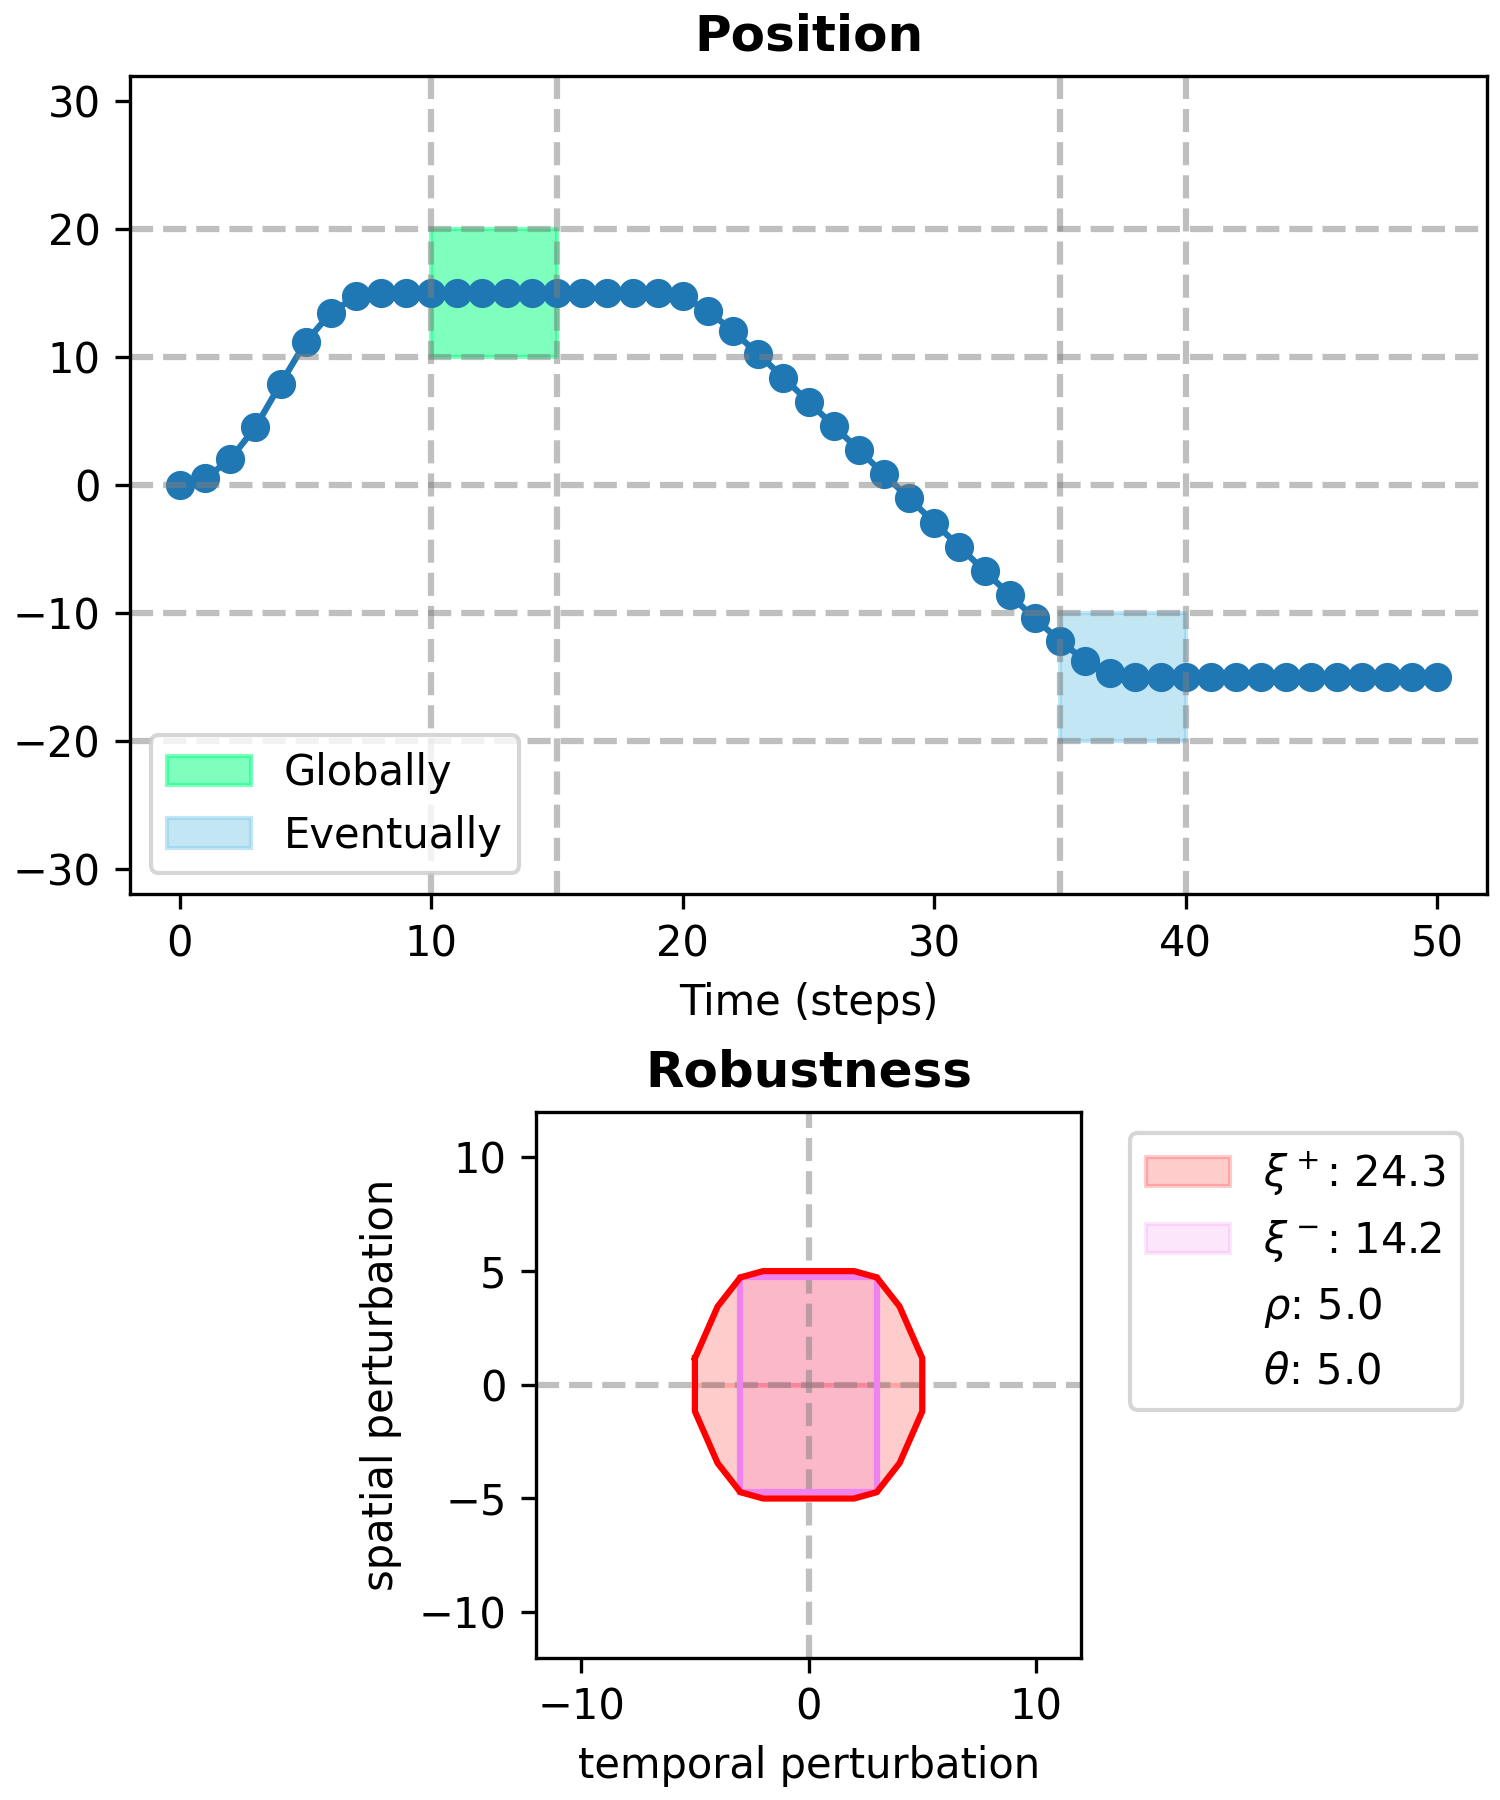 Position
30
20
10
0
−10
−20
−30
Globally
Eventually
0 10 20 30 40 50
Time (steps)
Robustness
10
5
0
−5
−10
spatial perturbation
−10 0 10
temporal perturbation
ξ⁺: 24.3
ξ⁻: 14.2
ρ: 5.0
θ: 5.0